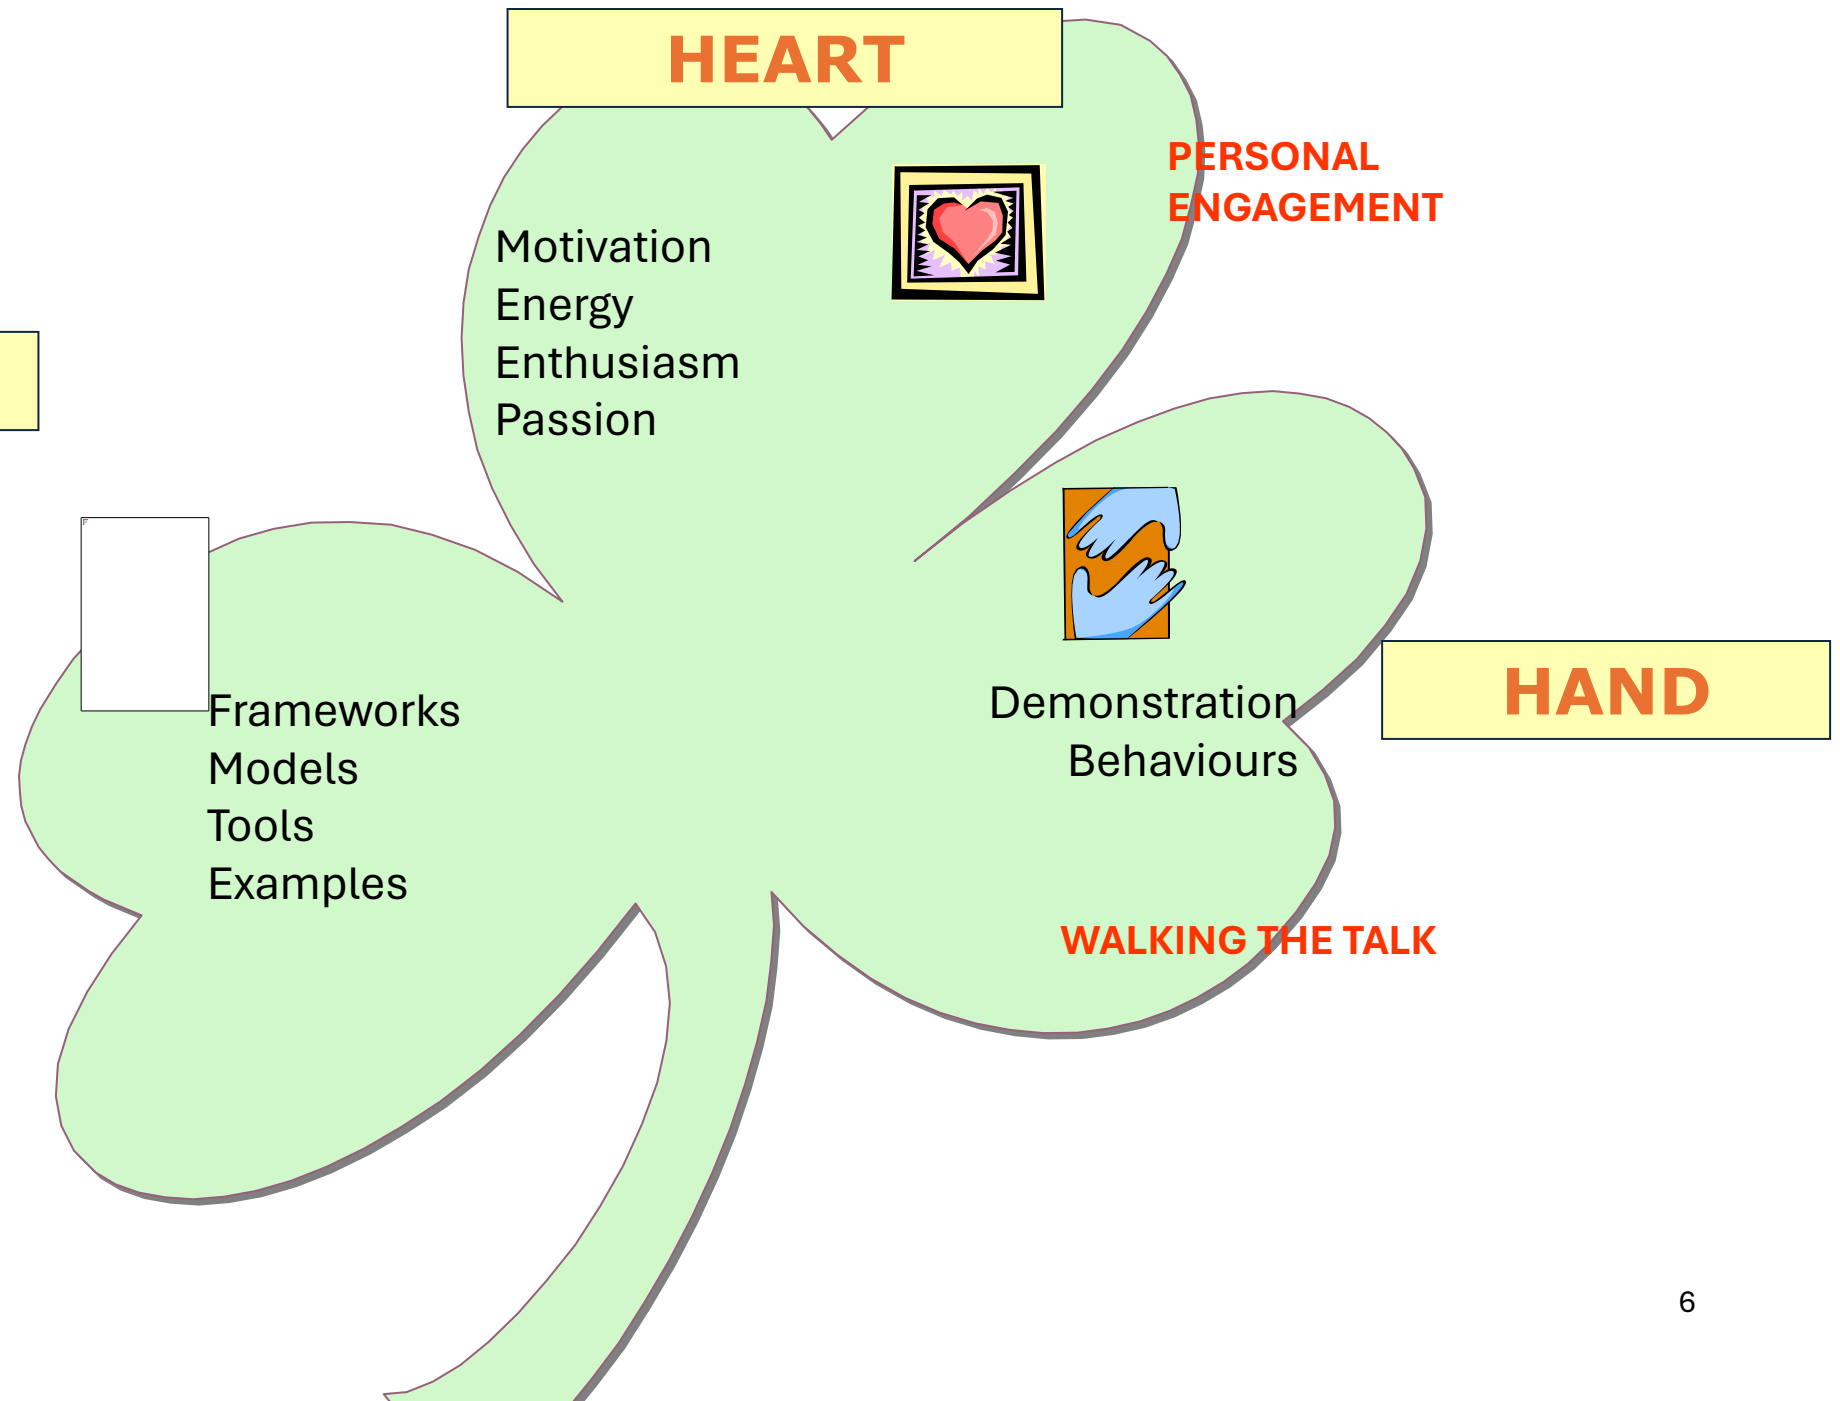 HEART
PERSONAL
ENGAGEMENT
Motivation
Energy
Enthusiasm
Passion
HAND
Frameworks
Models
Tools
Examples
Demonstration
Behaviours
WALKING THE TALK
6